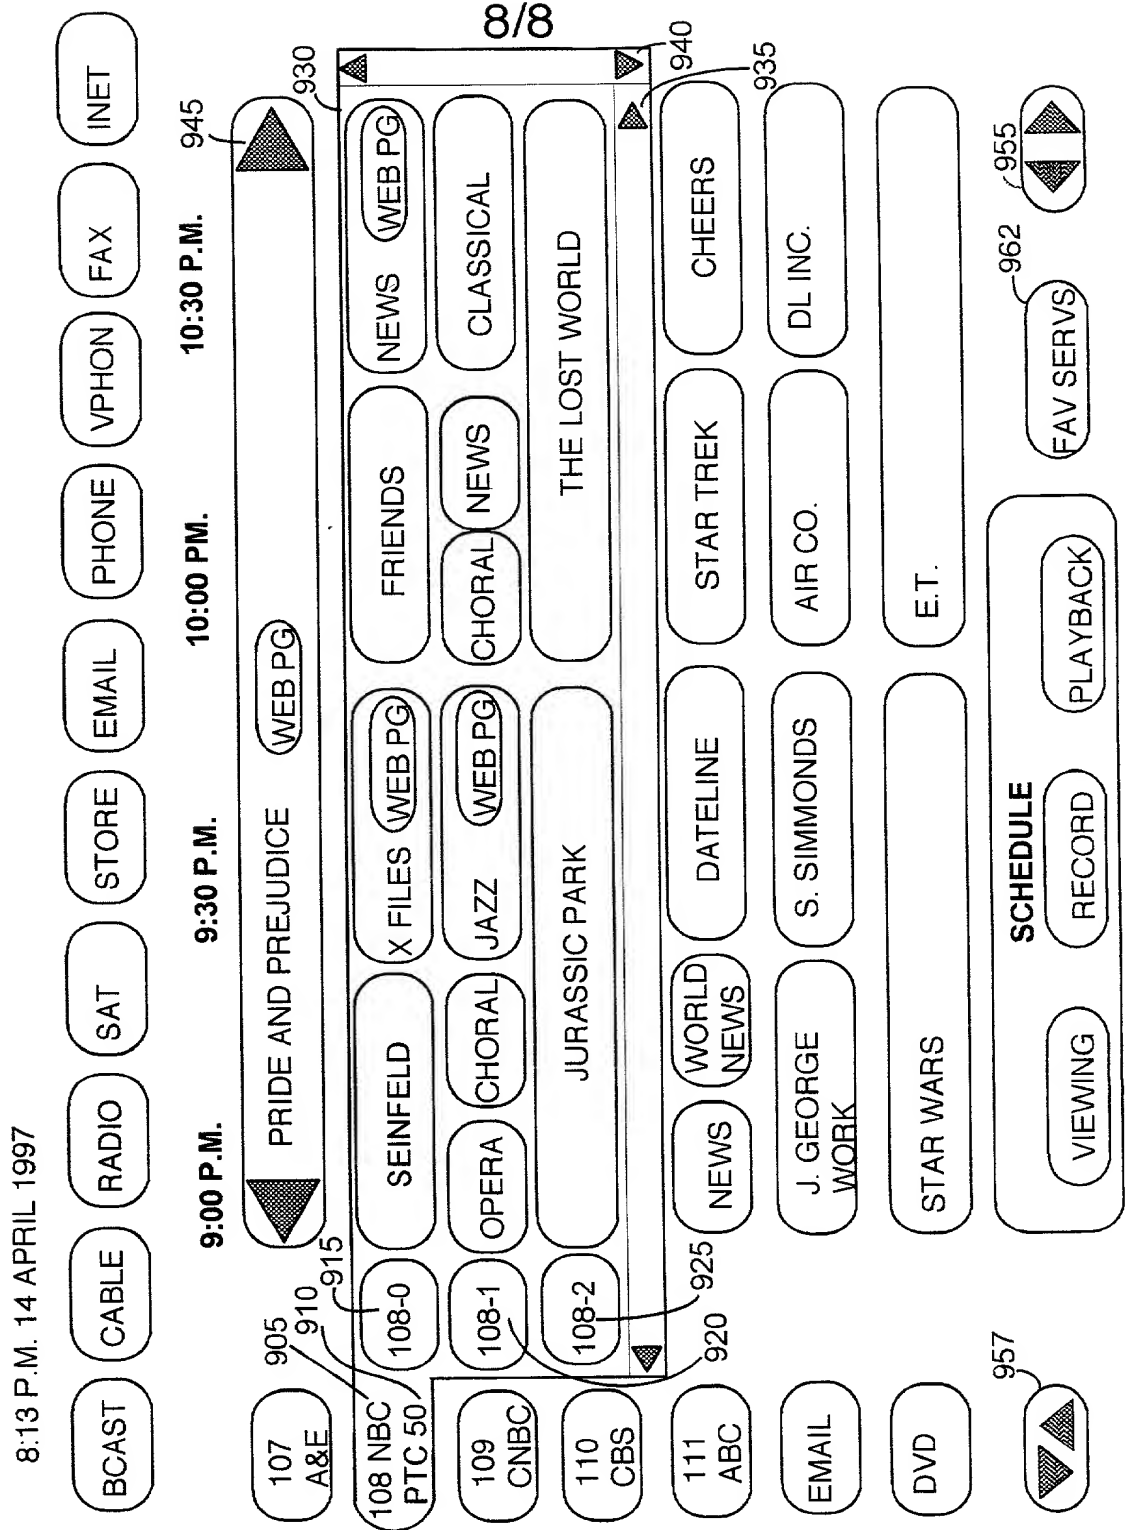 8/8
8:13 P.M. 14 APRIL 1997
BCAST
CABLE
RADIO
SAT
STORE
EMAIL
PHONE
VPHON
FAX
INET
9:00 P.M.
9:30 P.M.
10:00 PM.
10:30 P.M.
945
107
A&E
PRIDE AND PREJUDICE
WEB PG
905
910
915
930
108 NBC
PTC 50
108-0
SEINFELD
X FILES
WEB PG
FRIENDS
NEWS
WEB PG
109
CNBC
108-1
OPERA
CHORAL
JAZZ
WEB PG
CHORAL
NEWS
CLASSICAL
110
CBS
108-2
JURASSIC PARK
THE LOST WORLD
920
925
940
935
111
ABC
NEWS
WORLD
NEWS
DATELINE
STAR TREK
CHEERS
EMAIL
J. GEORGE
WORK
S. SIMMONDS
AIR CO.
DL INC.
DVD
STAR WARS
E.T.
957
SCHEDULE
VIEWING
RECORD
PLAYBACK
962
FAV SERVS
955